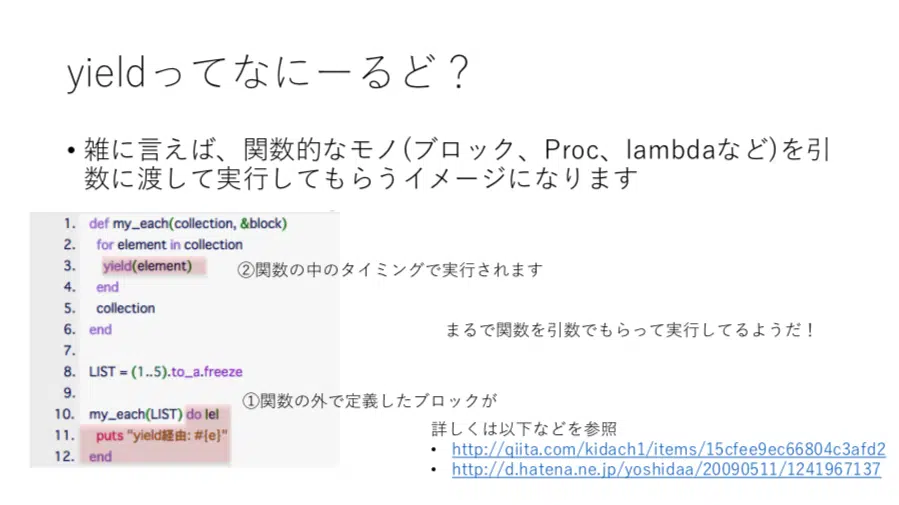 yieldってなにーるど？
• 雑に言えば、関数的なモノ(ブロック、Proc、lambdaなど)を引
数に渡して実行してもらうイメージになります
1. def my_each(collection, &block)
2. for element in collection
3. yield(element)
②関数の中のタイミングで実行されます
4. end
5. collection
6. end
まるで関数を引数でもらって実行してるようだ！
7.
8. LIST = (1..5).to_a.freeze
9.
①関数の外で定義したブロックが
10. my_each(LIST) do |e|
11. puts "yield経由: #{e}"
12. end
詳しくは以下などを参照
• http://qiita.com/kidach1/items/15cfee9ec66804c3afd2
• http://d.hatena.ne.jp/yoshidaa/20090511/1241967137